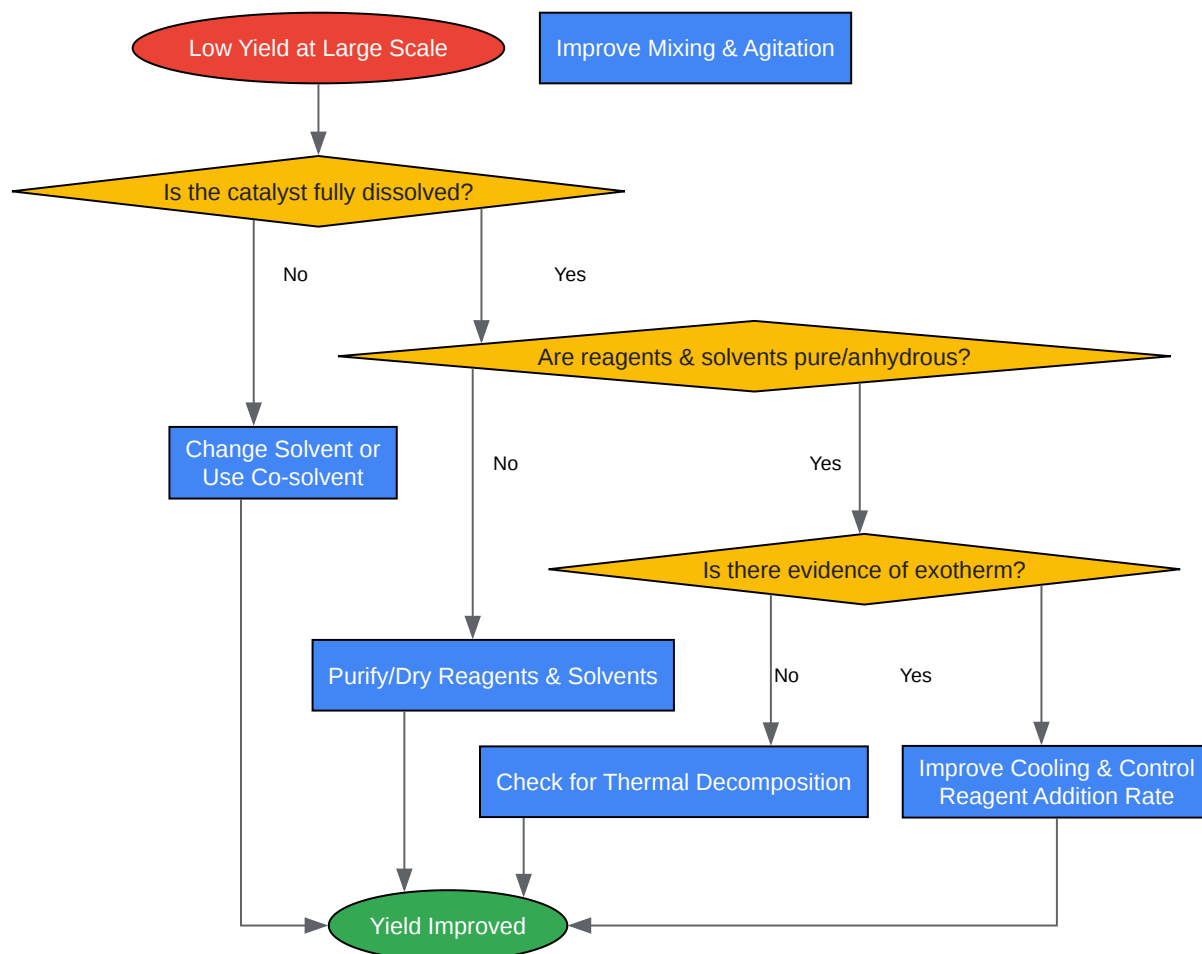 Low Yield at Large Scale
Improve Mixing & Agitation
Is the catalyst fully dissolved?
No
Yes
Are reagents & solvents pure/anhydrous?
Change Solvent or
Use Co-solvent
No
Yes
Is there evidence of exotherm?
Purify/Dry Reagents & Solvents
No
Yes
Check for Thermal Decomposition
Improve Cooling & Control
Reagent Addition Rate
Yield Improved